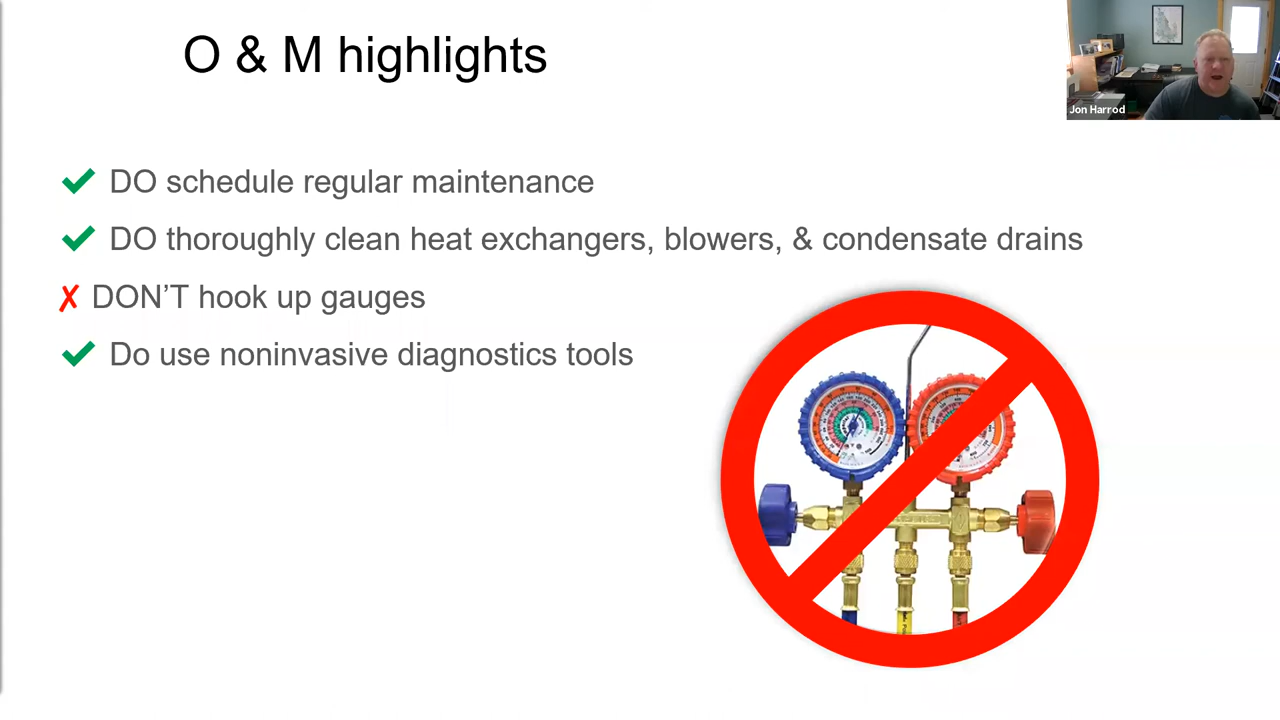 O & M highlights
Jon Harrod
DO schedule regular maintenance
DO thoroughly clean heat exchangers, blowers, & condensate drains
DON’T hook up gauges
Do use noninvasive diagnostics tools